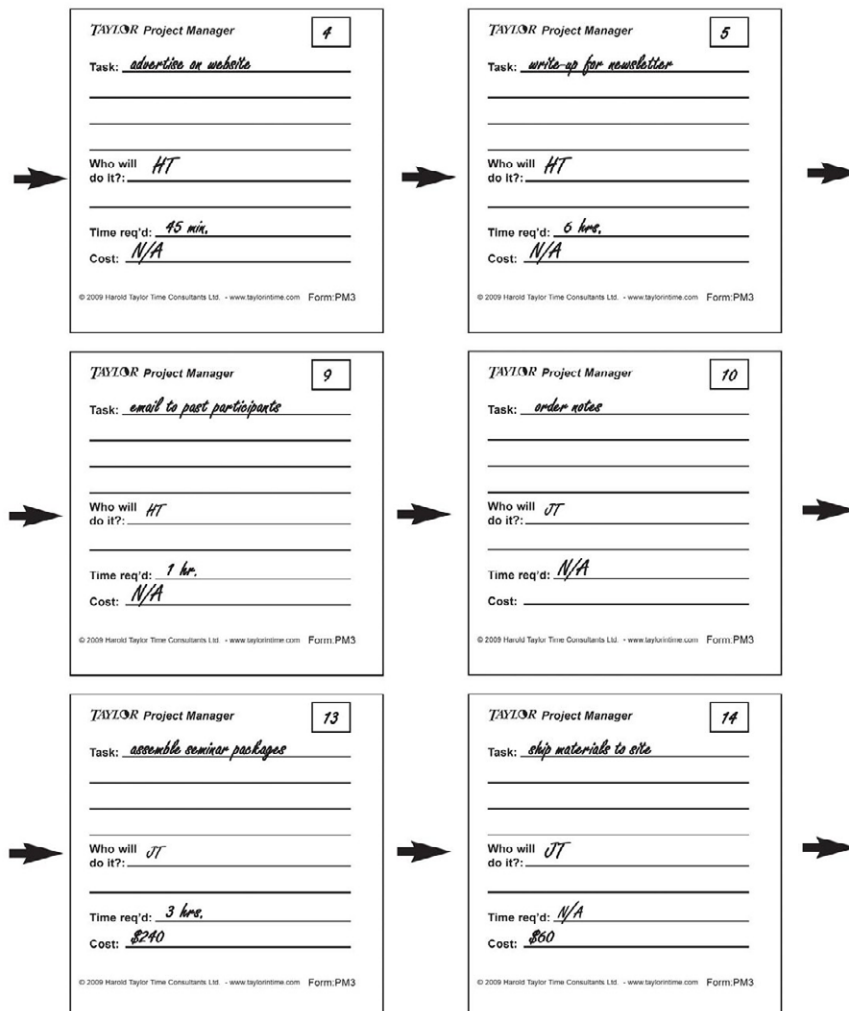 TAYLOR Project Manager 4
Task: advertise on website
Who will HT
do it?:
Time req'd: 45 min.
Cost: N/A
© 2009 Harold Taylor Time Consultants Ltd. - www.taylorintime.com Form:PM3
TAYLOR Project Manager 5
Task: write-up for newsletter
Who will HT
do it?:
Time req'd: 6 hrs.
Cost: N/A
© 2009 Harold Taylor Time Consultants Ltd. - www.taylorintime.com Form:PM3
TAYLOR Project Manager 9
Task: email to past participants
Who will HT
do it?:
Time req'd: 1 hr.
Cost: N/A
© 2009 Harold Taylor Time Consultants Ltd. - www.taylorintime.com Form:PM3
TAYLOR Project Manager 10
Task: order notes
Who will JT
do it?:
Time req'd: N/A
Cost:
© 2009 Harold Taylor Time Consultants Ltd. - www.taylorintime.com Form:PM3
TAYLOR Project Manager 13
Task: assemble seminar packages
Who will JT
do it?:
Time req'd: 3 hrs.
Cost: $240
© 2009 Harold Taylor Time Consultants Ltd. - www.taylorintime.com Form:PM3
TAYLOR Project Manager 14
Task: ship materials to site
Who will JT
do it?:
Time req'd: N/A
Cost: $60
© 2009 Harold Taylor Time Consultants Ltd. - www.taylorintime.com Form:PM3